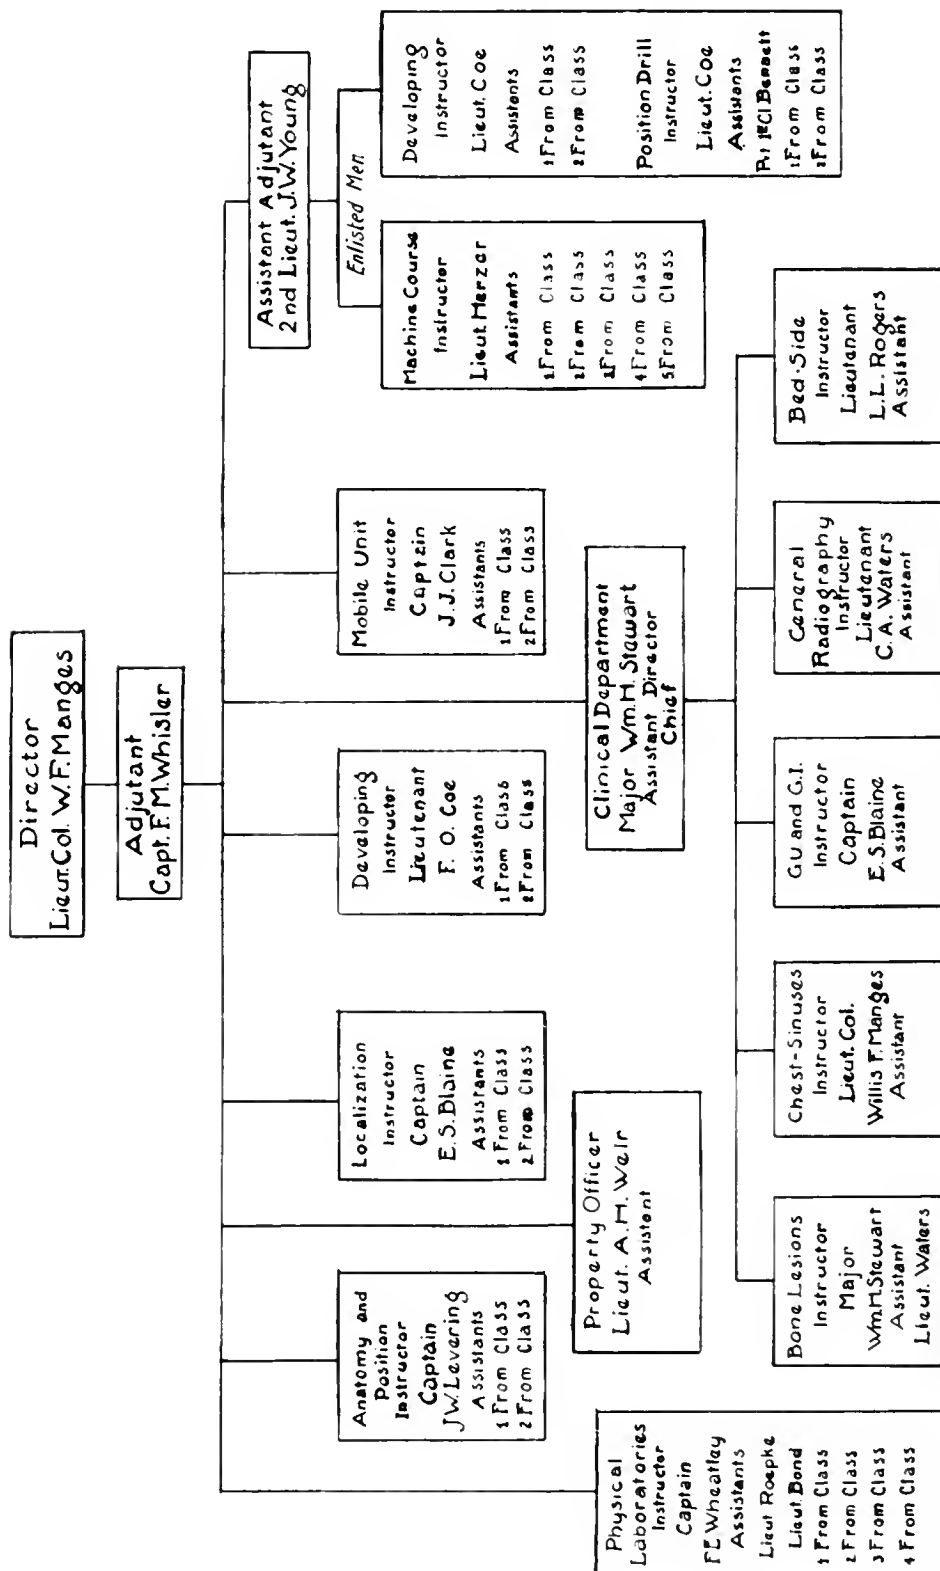 Director
Lieut. Col. W. F. Manges
Adjutant
Capt. F. M. Whisler
Physical
Laboratories
Instructor
Captain
F.E. Wheatley
Assistants
Lieut Roepke
Lieut. Bond
1 From Class
2 From Class
3 From Class
4 From Class
Anatomy and
Position
Instructor
Captain
J.W. Levering
Assistants
1 From Class
2 From Class
Property Officer
Lieut. A. H. Weir
Assistant
Localization
Instructor
Captain
E. S. Blaine
Assistants
1 From Class
2 From Class
Developing
Instructor
Lieutenant
F. O. Coe
Assistants
1 From Class
2 From Class
Mobile Unit
Instructor
Captain
J. J. Clark
Assistants
1 From Class
2 From Class
Assistant Adjutant
2nd Lieut. J. W. Young
Enlisted Men
Machine Course
Instructor
Lieut. Herzer
Assistants
1 From Class
2 From Class
3 From Class
4 From Class
5 From Class
Developing
Instructor
Lieut. Coe
Assistants
1 From Class
2 From Class
Position Drill
Instructor
Lieut. Coe
Assistants
Pvt 1st Cl Bennett
1 From Class
2 From Class
Clinical Department
Major Wm. H. Stewart
Assistant Director
Chief
Bone Lesions
Instructor
Major
Wm H Stewart
Assistant
Lieut. Waters
Chest-Sinuses
Instructor
Lieut. Col.
Willis F. Manges
Assistant
G.U and G.I.
Instructor
Captain
E. S. Blaine
Assistant
General
Radiography
Instructor
Lieutenant
C. A. Waters
Assistant
Bed-Side
Instructor
Lieutenant
L. L. Rogers
Assistant